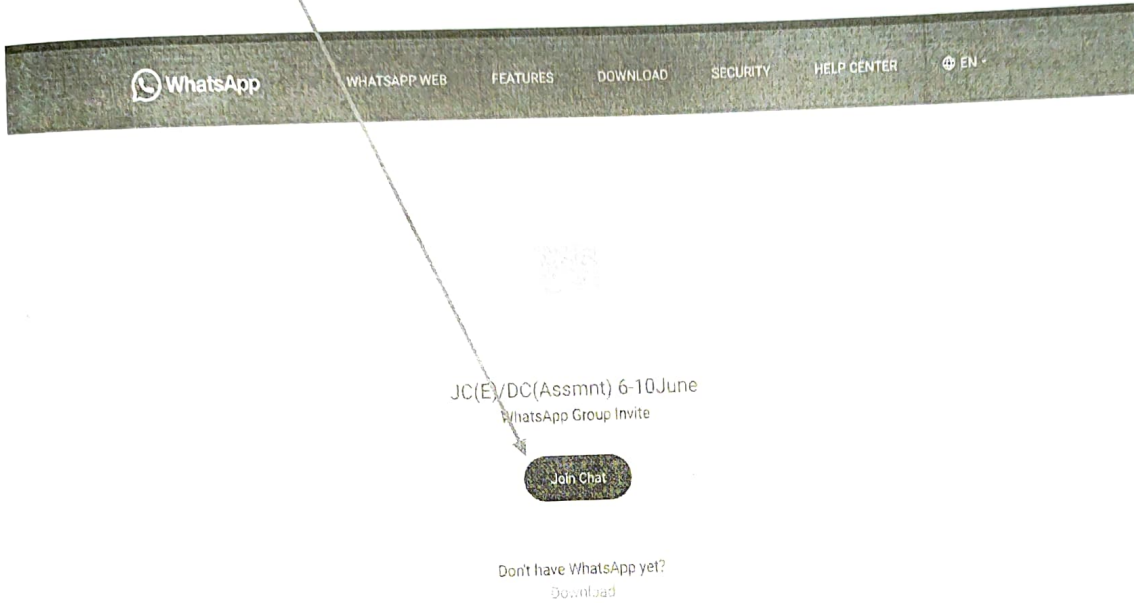 WhatsApp WHATSAPP WEB FEATURES DOWNLOAD SECURITY HELP CENTER EN
JC(E)/DC(Assmnt) 6-10June
WhatsApp Group Invite
Join Chat
Don't have WhatsApp yet?
Download